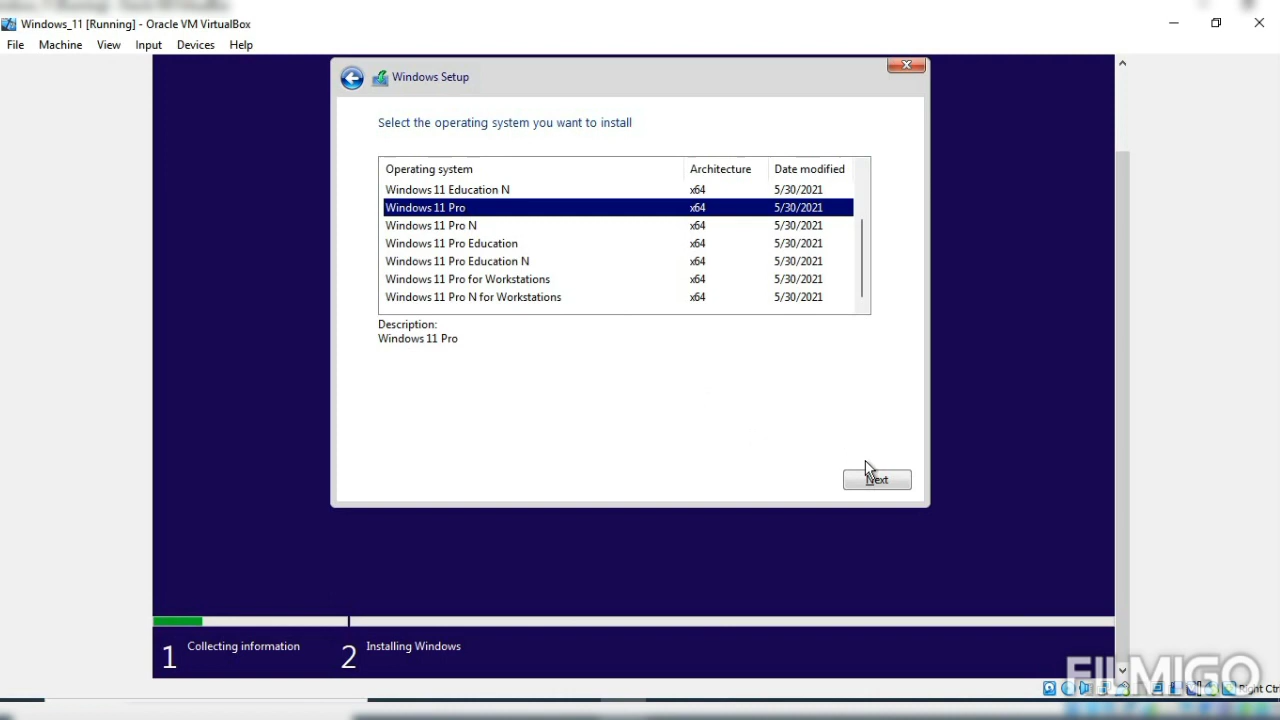 Windows_11 [Running] - Oracle VM VirtualBox
File Machine View Input Devices Help
Windows Setup
Select the operating system you want to install
Operating system Architecture Date modified
Windows 11 Education N x64 5/30/2021
Windows 11 Pro x64 5/30/2021
Windows 11 Pro N x64 5/30/2021
Windows 11 Pro Education x64 5/30/2021
Windows 11 Pro Education N x64 5/30/2021
Windows 11 Pro for Workstations x64 5/30/2021
Windows 11 Pro N for Workstations x64 5/30/2021
Description:
Windows 11 Pro
Next
1 Collecting information 2 Installing Windows
FILMIGO
Right Ctr